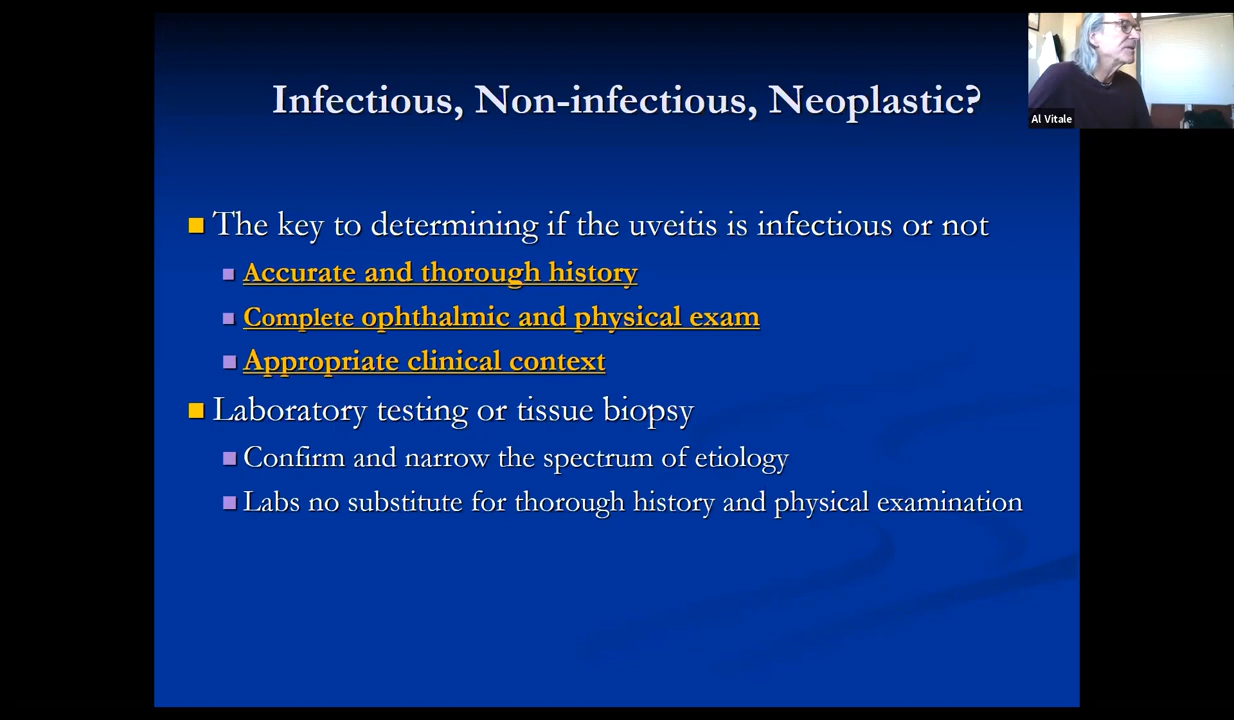 Infectious, Non-infectious, Neoplastic?
Al Vitale
The key to determining if the uveitis is infectious or not
Accurate and thorough history
Complete ophthalmic and physical exam
Appropriate clinical context
Laboratory testing or tissue biopsy
Confirm and narrow the spectrum of etiology
Labs no substitute for thorough history and physical examination